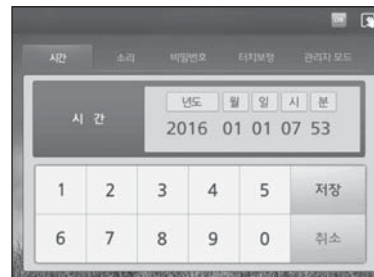 시간 소리 비밀번호 터치보정 관리자 모드
년도 월 일 시 분
시 간
2016 01 01 07 53
1 2 3 4 5 저장
6 7 8 9 0 취소